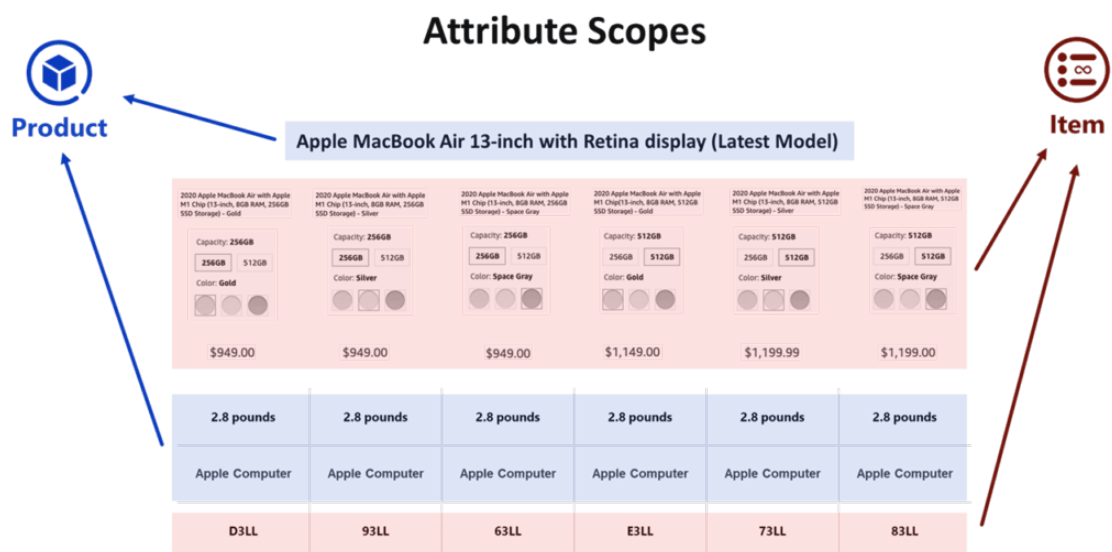 Attribute Scopes
Product
Item
Apple MacBook Air 13-inch with Retina display (Latest Model)
2020 Apple MacBook Air with Apple
M1 Chip (13-inch, 8GB RAM, 256GB
SSD Storage) - Gold
Capacity: 256GB
256GB 512GB
Color: Gold
$949.00
2020 Apple MacBook Air with Apple
M1 Chip (13-inch, 8GB RAM, 256GB
SSD Storage) - Silver
Capacity: 256GB
256GB 512GB
Color: Silver
$949.00
2020 Apple MacBook Air with Apple
M1 Chip (13-inch, 8GB RAM, 256GB
SSD Storage) - Space Gray
Capacity: 256GB
256GB 512GB
Color: Space Gray
$949.00
2020 Apple MacBook Air with Apple
M1 Chip (13-inch, 8GB RAM, 512GB
SSD Storage) - Gold
Capacity: 512GB
256GB 512GB
Color: Gold
$1,149.00
2020 Apple MacBook Air with Apple
M1 Chip (13-inch, 8GB RAM, 512GB
SSD Storage) - Silver
Capacity: 512GB
256GB 512GB
Color: Silver
$1,199.99
2020 Apple MacBook Air with Apple
M1 Chip (13-inch, 8GB RAM, 512GB
SSD Storage) - Space Gray
Capacity: 512GB
256GB 512GB
Color: Space Gray
$1,199.00
2.8 pounds 2.8 pounds 2.8 pounds 2.8 pounds 2.8 pounds 2.8 pounds
Apple Computer Apple Computer Apple Computer Apple Computer Apple Computer Apple Computer
D3LL 93LL 63LL E3LL 73LL 83LL